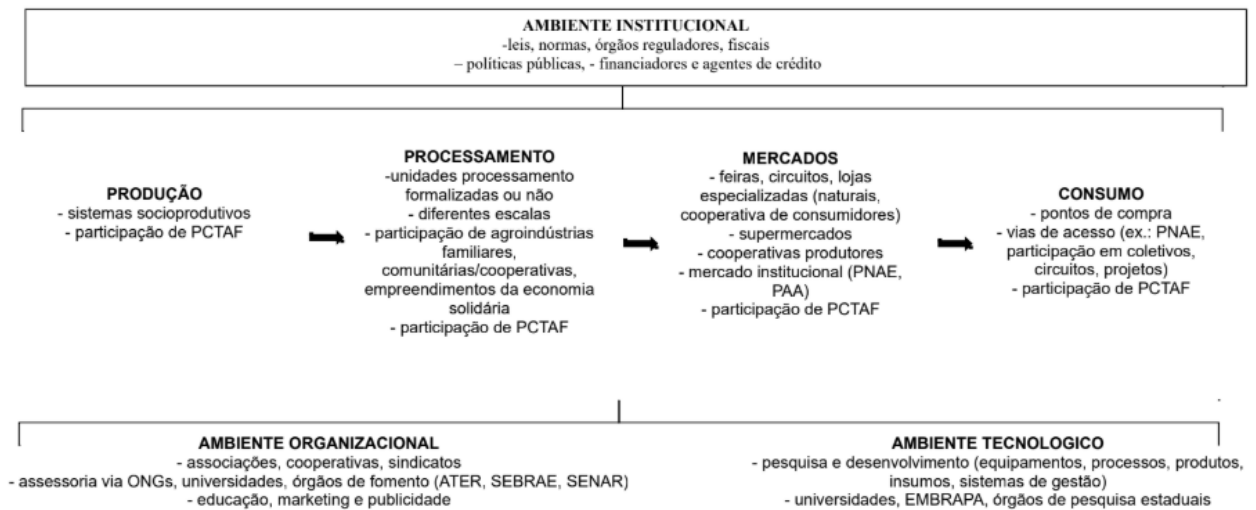 AMBIENTE INSTITUCIONAL
-leis, normas, órgãos reguladores, fiscais
– políticas públicas, - financiadores e agentes de crédito
PRODUÇÃO
- sistemas socioprodutivos
- participação de PCTAF
PROCESSAMENTO
-unidades processamento
formalizadas ou não
- diferentes escalas
- participação de agroindústrias
familiares,
comunitárias/cooperativas,
empreendimentos da economia
solidária
- participação de PCTAF
MERCADOS
- feiras, circuitos, lojas
especializadas (naturais,
cooperativa de consumidores)
- supermercados
- cooperativas produtores
- mercado institucional (PNAE,
PAA)
- participação de PCTAF
CONSUMO
- pontos de compra
- vias de acesso (ex.: PNAE,
participação em coletivos,
circuitos, projetos)
- participação de PCTAF
AMBIENTE ORGANIZACIONAL
- associações, cooperativas, sindicatos
- assessoria via ONGs, universidades, órgãos de fomento (ATER, SEBRAE, SENAR)
- educação, marketing e publicidade
AMBIENTE TECNOLOGICO
- pesquisa e desenvolvimento (equipamentos, processos, produtos,
insumos, sistemas de gestão)
- universidades, EMBRAPA, órgãos de pesquisa estaduais